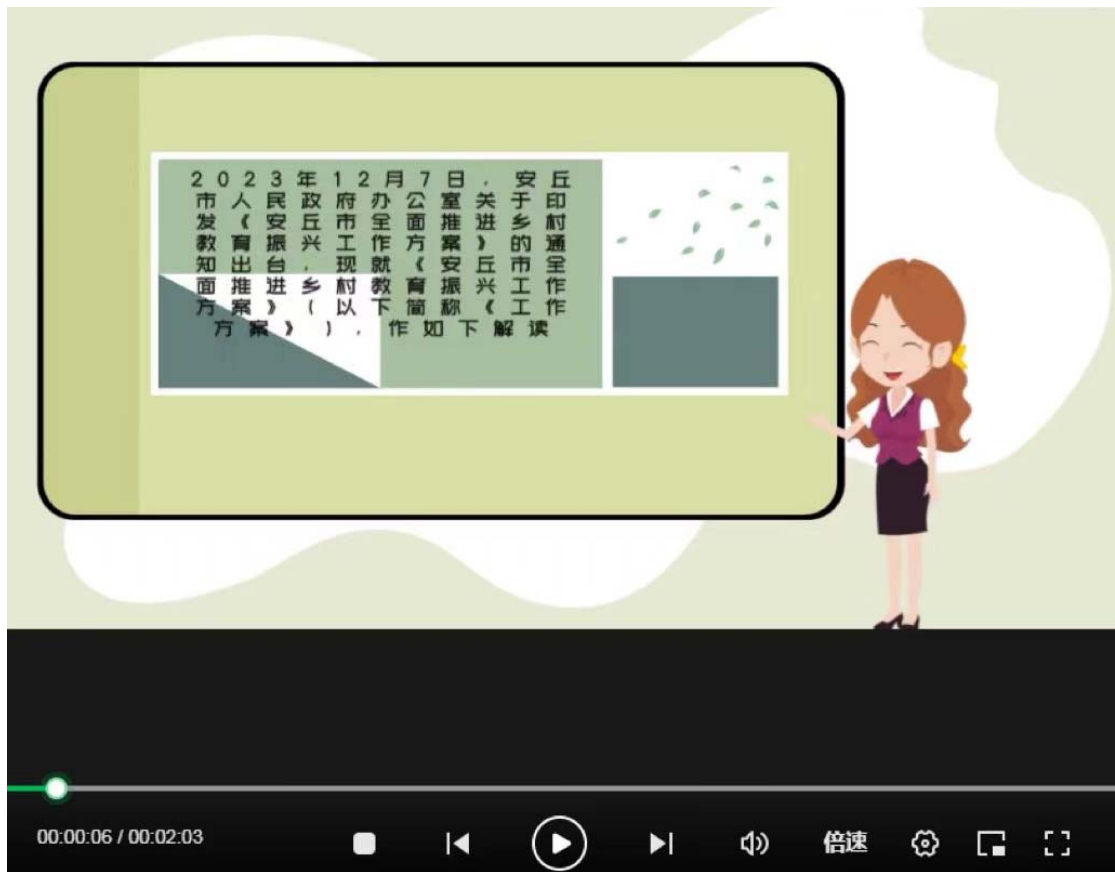 2023年12月7日，安丘
市人民政府办公室关于印
发《安丘市全面推进乡村
教育振兴工作方案》的通
知出台，现就《安丘市全
面推进乡村教育振兴工作
方案》（以下简称《工作
方案》），作如下解读
00:00:06 / 00:02:03
倍速